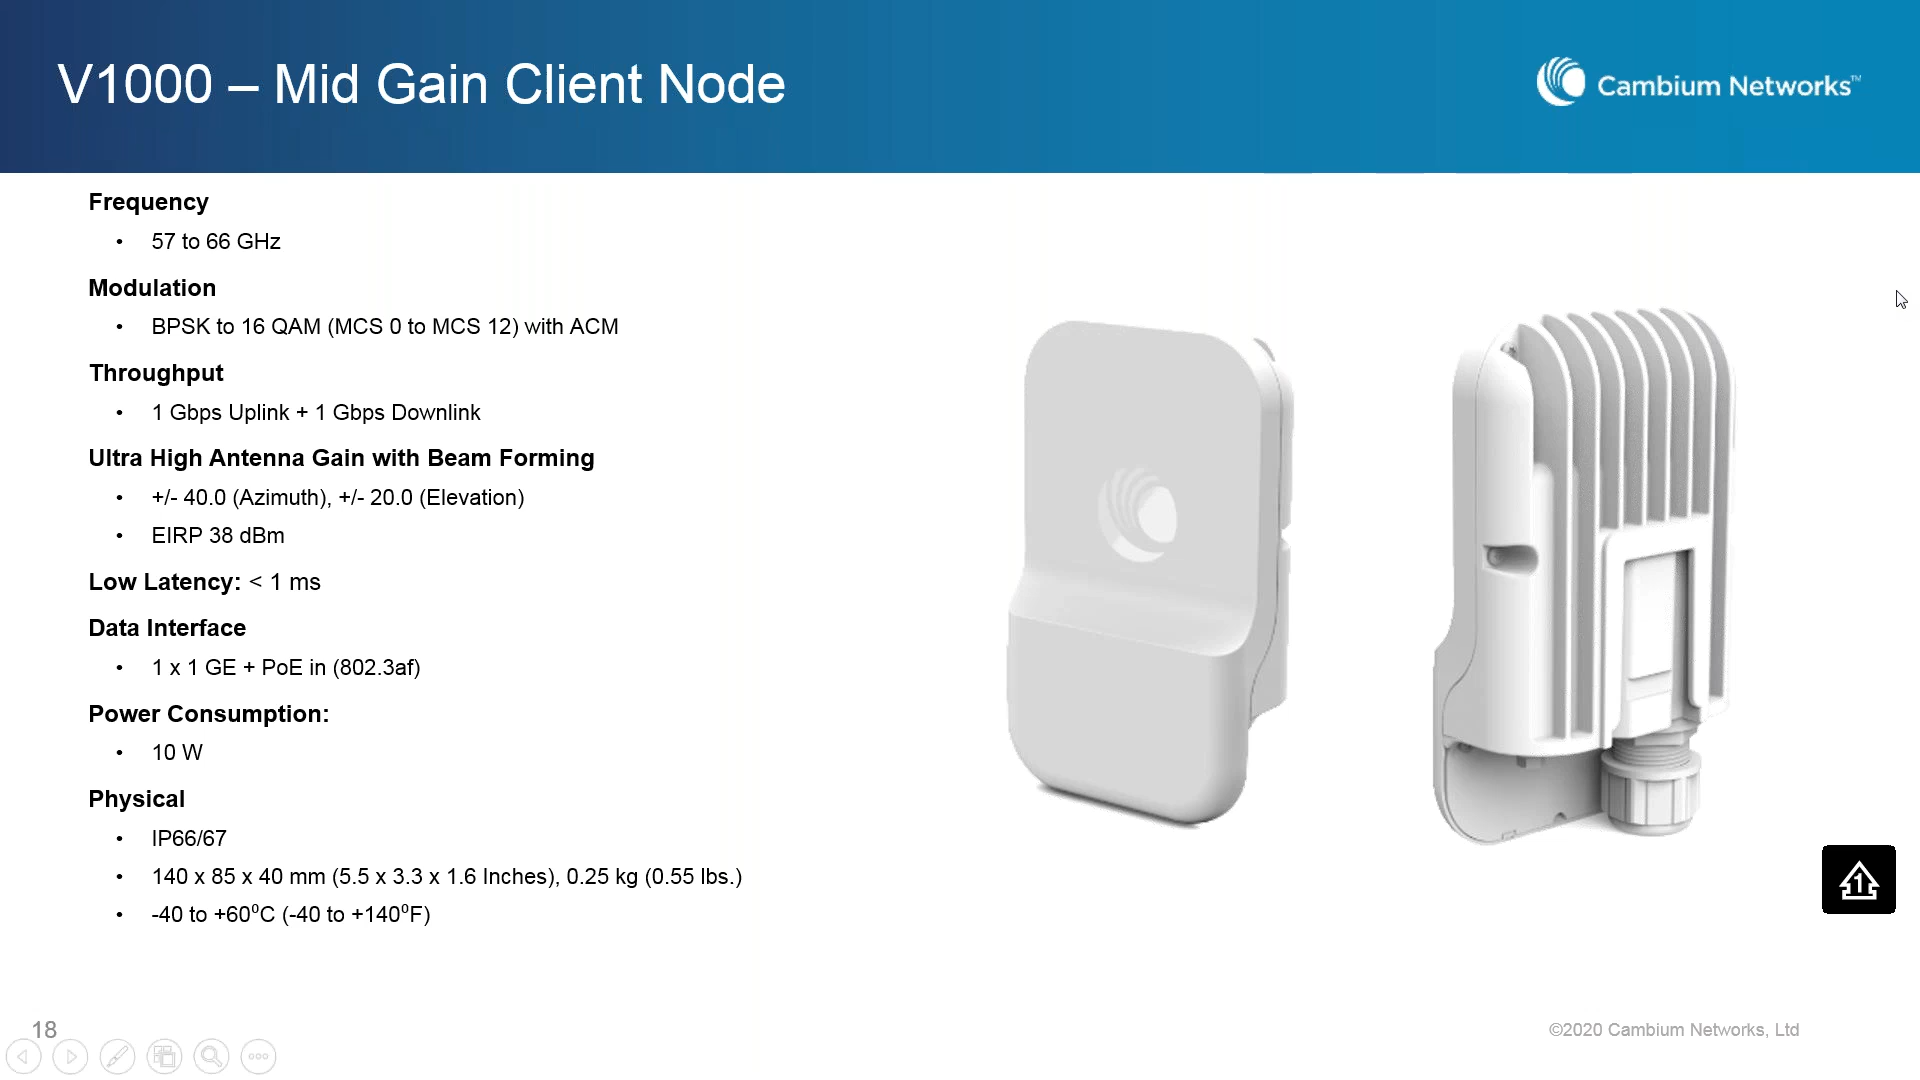 V1000 – Mid Gain Client Node
Cambium Networks™
Frequency
• 57 to 66 GHz
Modulation
• BPSK to 16 QAM (MCS 0 to MCS 12) with ACM
Throughput
• 1 Gbps Uplink + 1 Gbps Downlink
Ultra High Antenna Gain with Beam Forming
• +/- 40.0 (Azimuth), +/- 20.0 (Elevation)
• EIRP 38 dBm
Low Latency: < 1 ms
Data Interface
• 1 x 1 GE + PoE in (802.3af)
Power Consumption:
• 10 W
Physical
• IP66/67
• 140 x 85 x 40 mm (5.5 x 3.3 x 1.6 Inches), 0.25 kg (0.55 lbs.)
• -40 to +60⁰C (-40 to +140⁰F)
1
18
©2020 Cambium Networks, Ltd